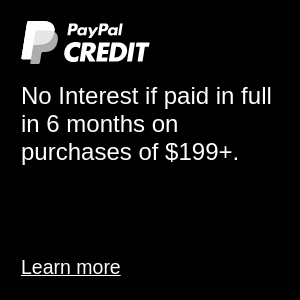 PayPal
CREDIT
No Interest if paid in full
in 6 months on
purchases of $199+.
Learn more